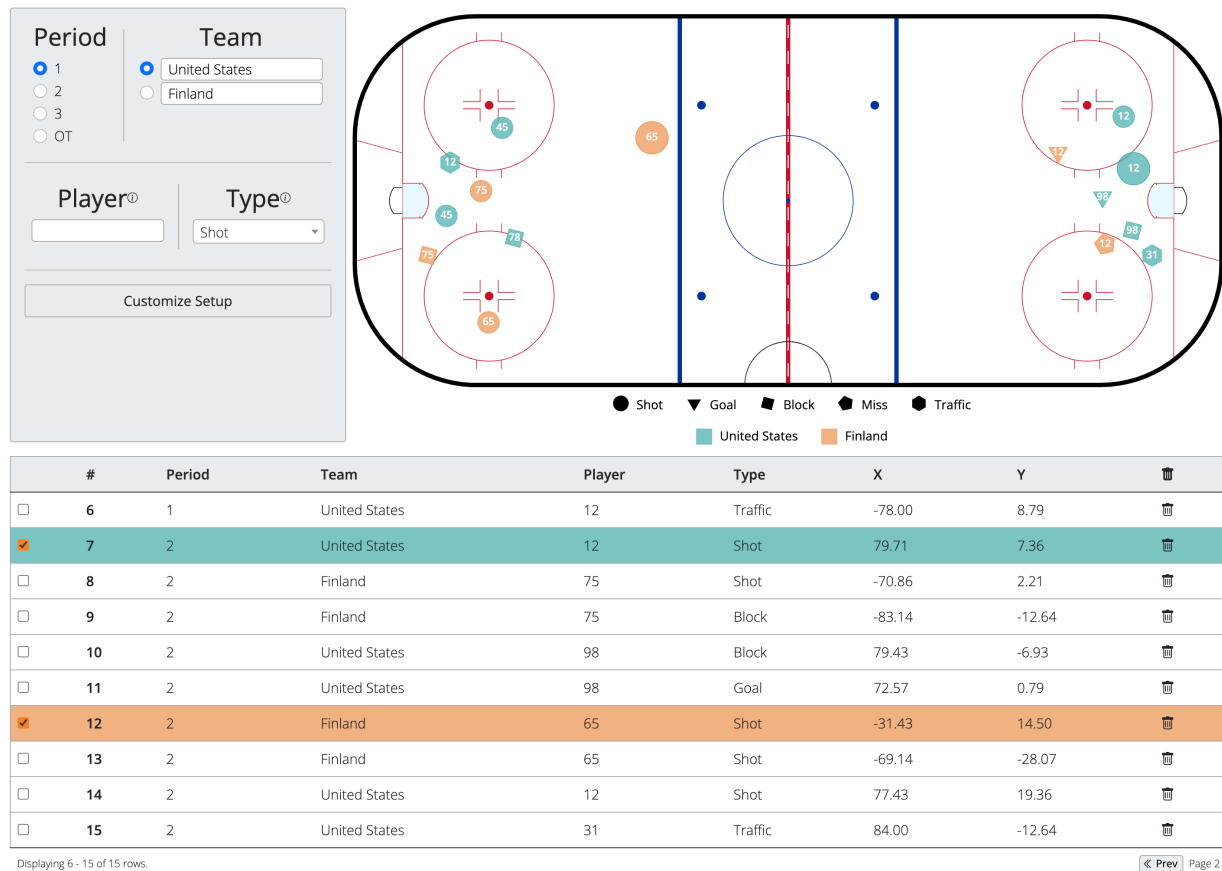 Period
Team
1
2
3
OT
United States
Finland
Player
Type
Shot
Customize Setup
12
45
65
12
12
12
75
98
45
98
78
12
75
31
65
Shot Goal Block Miss Traffic
United States Finland
# Period Team Player Type X Y
6 1 United States 12 Traffic -78.00 8.79
7 2 United States 12 Shot 79.71 7.36
8 2 Finland 75 Shot -70.86 2.21
9 2 Finland 75 Block -83.14 -12.64
10 2 United States 98 Block 79.43 -6.93
11 2 United States 98 Goal 72.57 0.79
12 2 Finland 65 Shot -31.43 14.50
13 2 Finland 65 Shot -69.14 -28.07
14 2 United States 12 Shot 77.43 19.36
15 2 United States 31 Traffic 84.00 -12.64
Displaying 6 - 15 of 15 rows.
« Prev Page 2